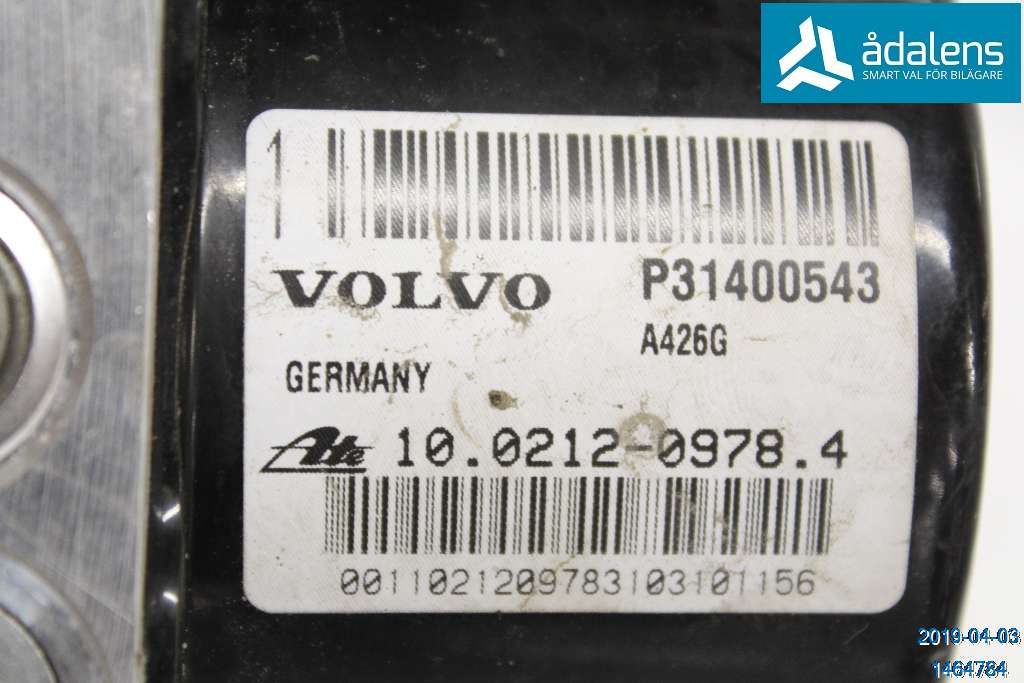 ådalens
SMART VAL FÖR BILÄGARE
1
VOLVO P31400543
A426G
GERMANY
Ate 10.0212-0978.4
0011021209783103101156
2019-04-03
1464784